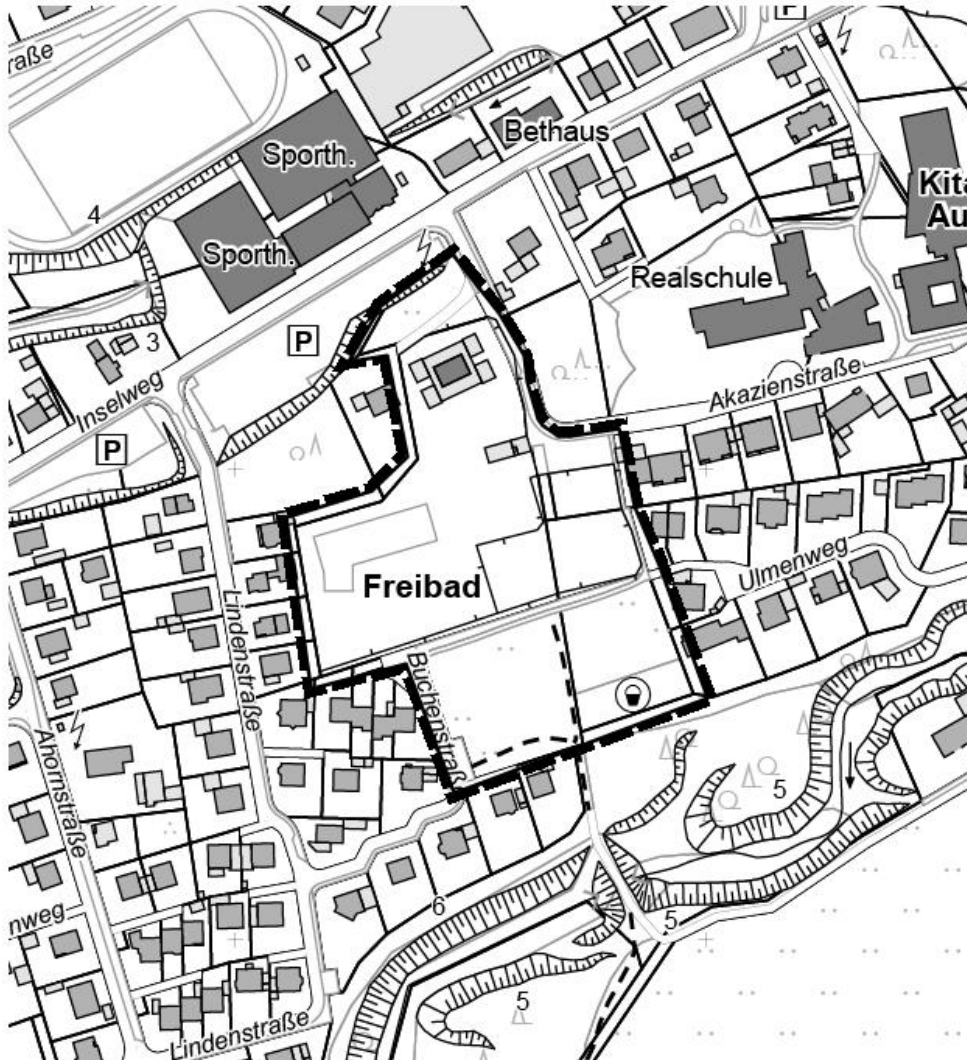 P
raße
Bethaus
Sporth.
Kita
Au
4
Sporth.
Realschule
3
P
Inselweg
Akazienstraße
P
Ulmenweg
Freibad
Lindenstraße
Buchenstraße
Ahornstraße
5
6
5
nweg
5
Lindenstraße